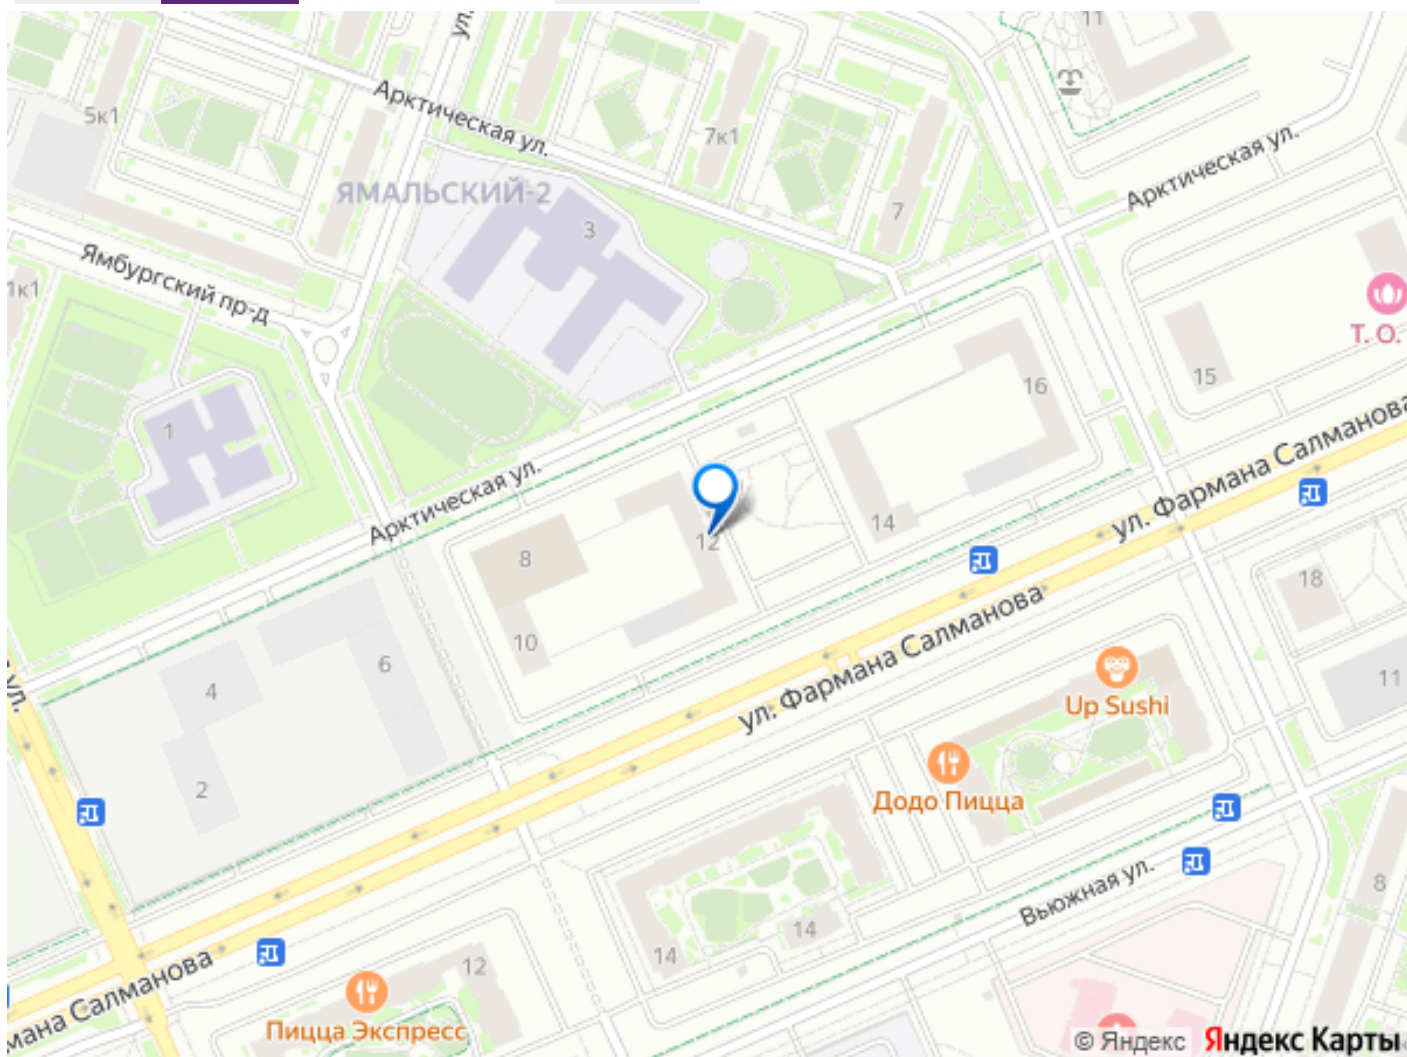 11
ул.
Арктическая ул.
5к1
7к1
Арктическая ул.
ЯМАЛЬСКИЙ-2
3
7
Ямбургский пр-д
1к1
Т. О.
16
15
1
ул. Фармана Салманова
Арктическая ул.
14
12
8
18
10
6
ул. Фармана Салманова
4
11
ул.
Up Sushi
2
Додо Пицца
8
Вьюжная ул.
14
14
12
мана Салманова
Пицца Экспресс
© Яндекс Яндекс Карты